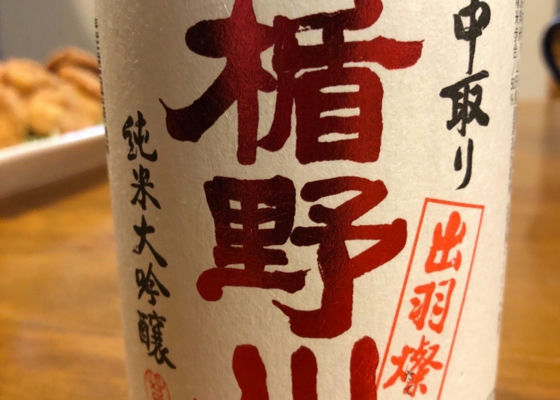 中取り
楯野川
出羽燦
純米大吟醸